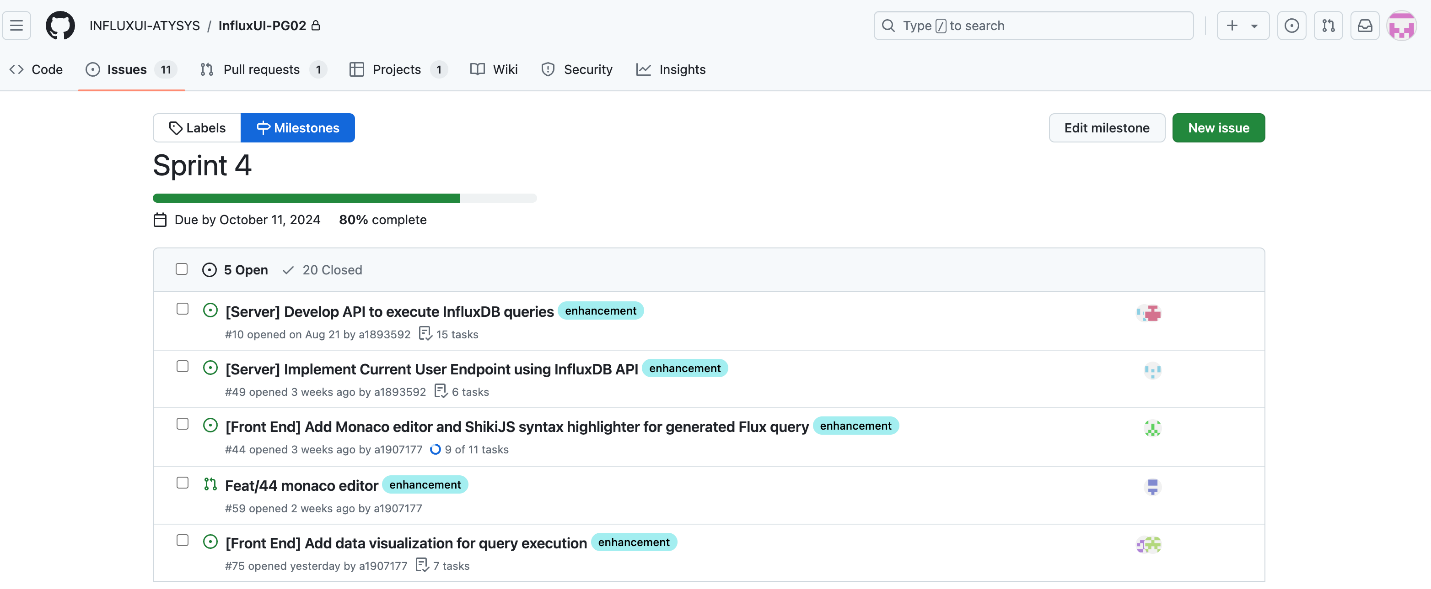 INFLUXUI-ATYSYS / InfluxUI-PG02
Type / to search
Code Issues 11 Pull requests 1 Projects 1 Wiki Security Insights
Labels Milestones Edit milestone New issue
Sprint 4
Due by October 11, 2024 80% complete
5 Open 20 Closed
[Server] Develop API to execute InfluxDB queries enhancement
#10 opened on Aug 21 by a1893592 15 tasks
[Server] Implement Current User Endpoint using InfluxDB API enhancement
#49 opened 3 weeks ago by a1893592 6 tasks
[Front End] Add Monaco editor and ShikiJS syntax highlighter for generated Flux query enhancement
#44 opened 3 weeks ago by a1907177 9 of 11 tasks
Feat/44 monaco editor enhancement
#59 opened 2 weeks ago by a1907177
[Front End] Add data visualization for query execution enhancement
#75 opened yesterday by a1907177 7 tasks